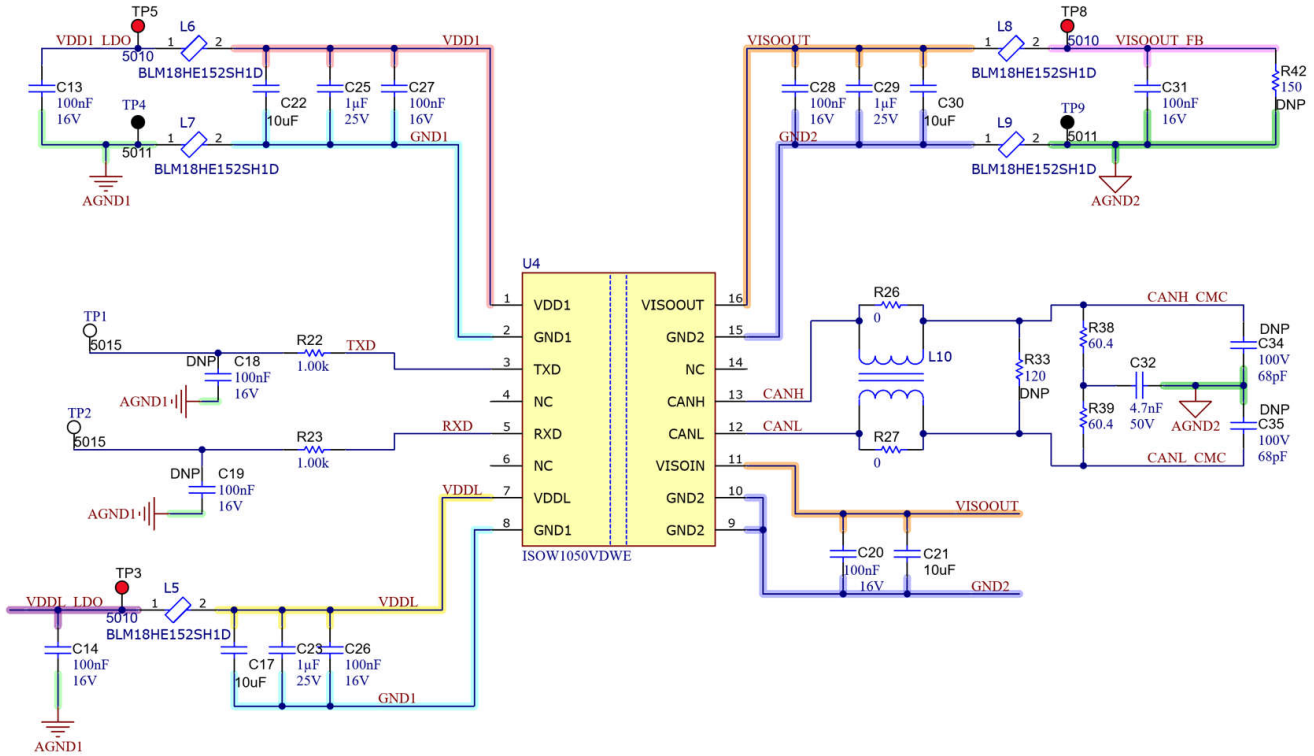 TP5
L6
VDD1_LDO
1
2
VDD1
5010
BLM18HE152SH1D
C13
100nF
16V
C22
10uF
C25
1µF
25V
C27
100nF
16V
TP4
L7
1
2
GND1
5011
BLM18HE152SH1D
AGND1
TP8
L8
VISOOUT
1
2
5010
VISOOUT_FB
BLM18HE152SH1D
C28
100nF
16V
C29
1µF
25V
C30
10uF
C31
100nF
16V
R42
150
DNP
TP9
L9
GND2
1
2
5011
BLM18HE152SH1D
AGND2
U4
1
VDD1
VISOOUT
16
2
GND1
GND2
15
3
TXD
NC
14
4
NC
CANH
13
5
RXD
CANL
12
6
NC
VISOIN
11
7
VDDL
GND2
10
8
GND1
GND2
9
ISOW1050VDWE
TP1
5015
R22
1.00k
TXD
DNP
C18
100nF
16V
AGND1
TP2
5015
R23
1.00k
RXD
DNP
C19
100nF
16V
AGND1
VDDL
R26
0
L10
CANH
CANL
R27
0
R33
120
DNP
R38
60.4
R39
60.4
C32
4.7nF
50V
AGND2
CANH_CMC
DNP
C34
100V
68pF
DNP
C35
100V
68pF
CANL_CMC
VISOOUT
C20
100nF
16V
C21
10uF
GND2
TP3
L5
VDDL_LDO
1
2
VDDL
5010
BLM18HE152SH1D
C14
100nF
16V
C17
10uF
C23
1µF
25V
C26
100nF
16V
GND1
AGND1